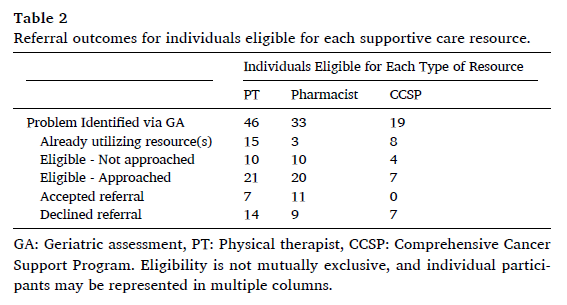 Table 2
Referral outcomes for individuals eligible for each supportive care resource.
Individuals Eligible for Each Type of Resource
PT Pharmacist CCSP
Problem Identified via GA 46 33 19
Already utilizing resource(s) 15 3 8
Eligible - Not approached 10 10 4
Eligible - Approached 21 20 7
Accepted referral 7 11 0
Declined referral 14 9 7
GA: Geriatric assessment, PT: Physical therapist, CCSP: Comprehensive Cancer
Support Program. Eligibility is not mutually exclusive, and individual partici-
pants may be represented in multiple columns.